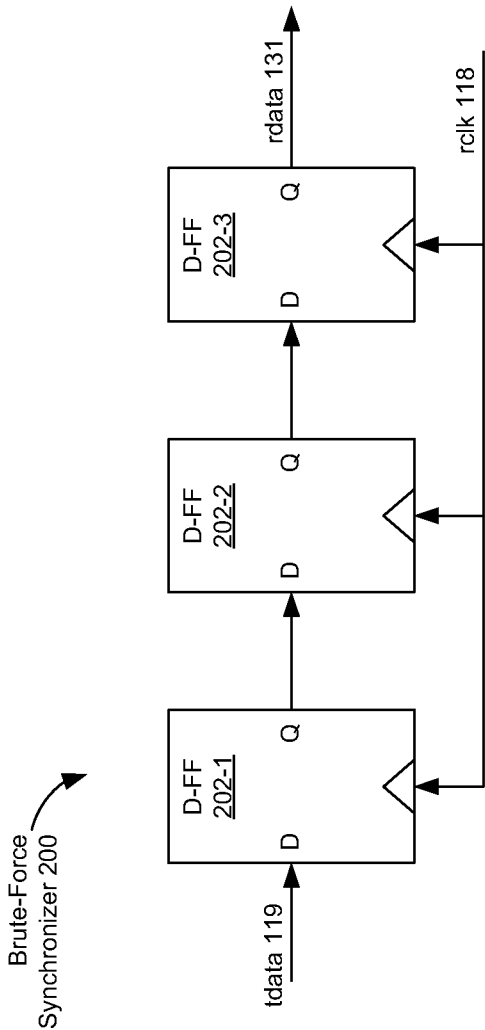 Brute-Force
Synchronizer 200
tdata 119
D
D-FF
202-1
Q
D
D-FF
202-2
Q
D
D-FF
202-3
Q
rdata 131
rclk 118